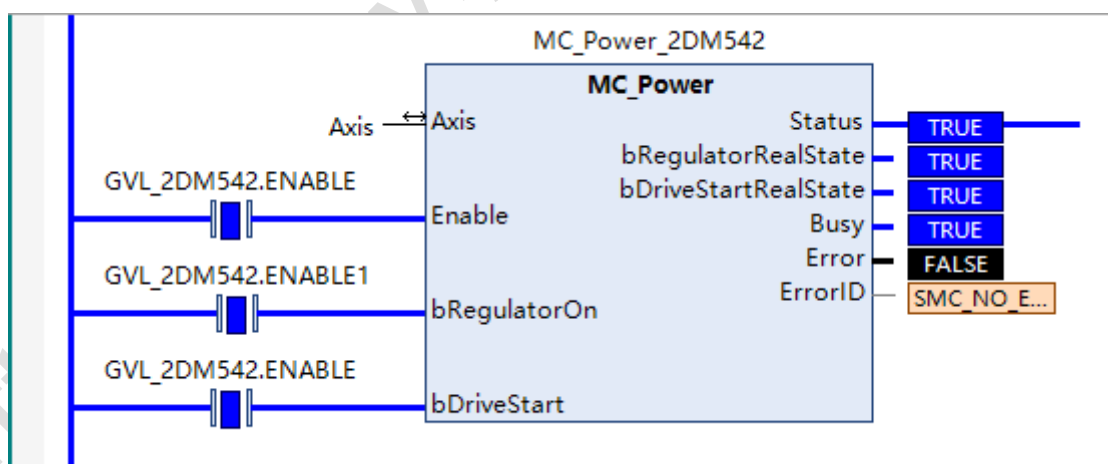 MC_Power_2DM542
MC_Power
Axis Axis Status TRUE
bRegulatorRealState TRUE
GVL_2DM542.ENABLE bDriveStartRealState TRUE
Enable Busy TRUE
Error FALSE
GVL_2DM542.ENABLE1 ErrorID SMC_NO_E...
bRegulatorOn
GVL_2DM542.ENABLE
bDriveStart